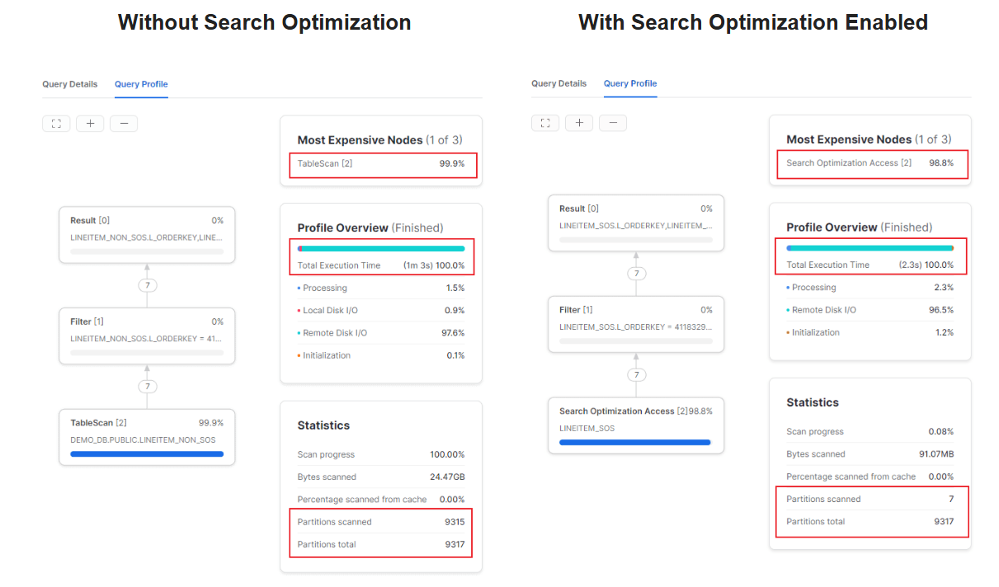 Without Search Optimization
Query Details Query Profile
Most Expensive Nodes (1 of 3)
TableScan [2] 99.9%
Result [0] 0%
LINEITEM_NON_SOS.L_ORDERKEY,LINE...
7
Filter [1] 0%
LINEITEM_NON_SOS.L_ORDERKEY = 41...
7
TableScan [2] 99.9%
DEMO_DB.PUBLIC.LINEITEM_NON_SOS
Profile Overview (Finished)
Total Execution Time (1m 3s) 100.0%
Processing 1.5%
Local Disk I/O 0.9%
Remote Disk I/O 97.6%
Initialization 0.1%
Statistics
Scan progress 100.00%
Bytes scanned 24.47GB
Percentage scanned from cache 0.00%
Partitions scanned 9315
Partitions total 9317
With Search Optimization Enabled
Query Details Query Profile
Most Expensive Nodes (1 of 3)
Search Optimization Access [2] 98.8%
Result [0] 0%
LINEITEM_SOS.L_ORDERKEY,LINEITEM_...
7
Filter [1] 0%
LINEITEM_SOS.L_ORDERKEY = 4118329...
7
Search Optimization Access [2]98.8%
LINEITEM_SOS
Profile Overview (Finished)
Total Execution Time (2.3s) 100.0%
Processing 2.3%
Remote Disk I/O 96.5%
Initialization 1.2%
Statistics
Scan progress 0.08%
Bytes scanned 91.07MB
Percentage scanned from cache 0.00%
Partitions scanned 7
Partitions total 9317